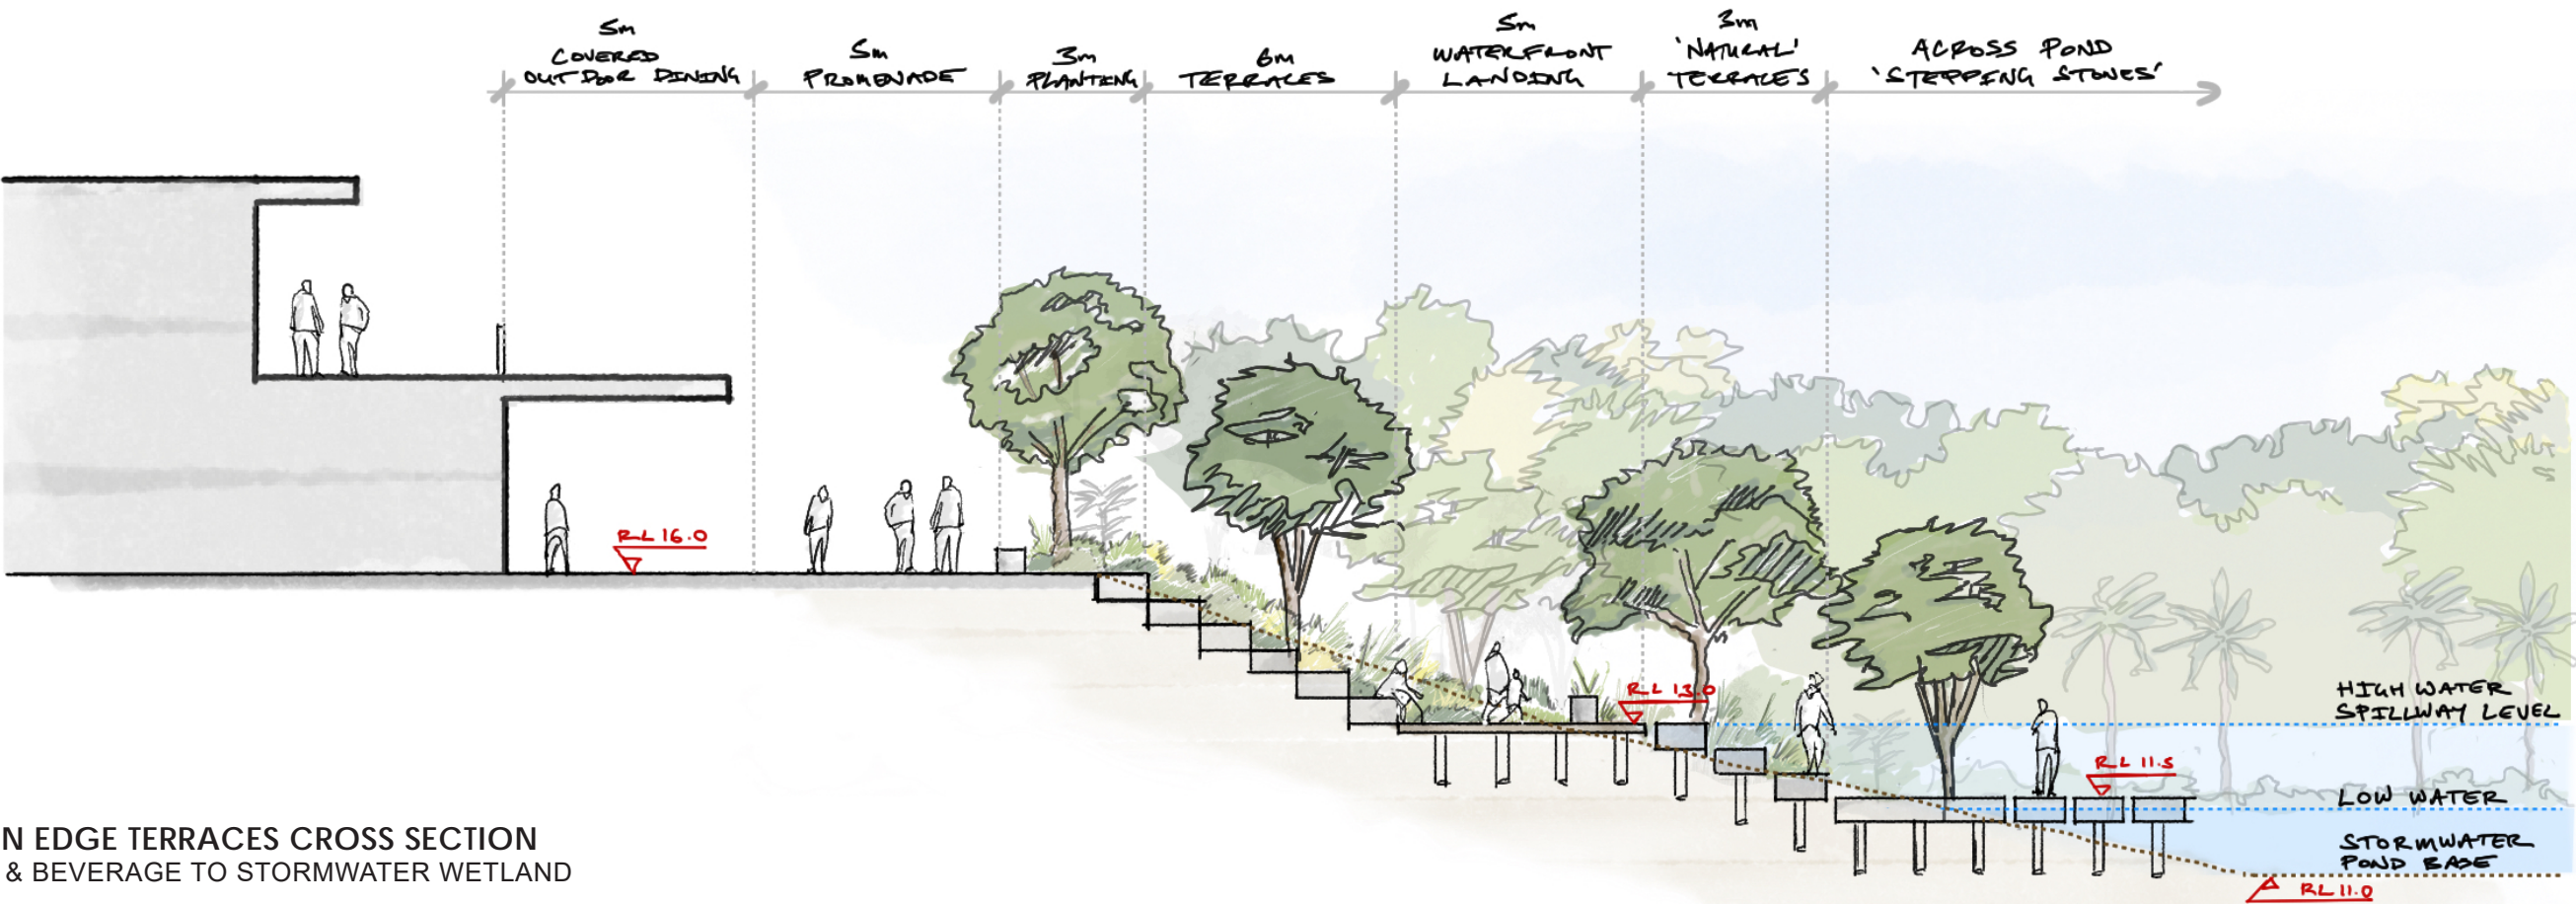 5m
COVERED
OUTDOOR DINING
5m
PROMENADE
3m
PLANTING
6m
TERRACES
5m
WATERFRONT
LANDING
3m
'NATURAL'
TERRACES
ACROSS POND
'STEPPING STONES'
RL 16.0
RL 13.0
HIGH WATER
SPILLWAY LEVEL
RL 11.5
LOW WATER
STORMWATER
POND BASE
RL 11.0
N EDGE TERRACES CROSS SECTION
& BEVERAGE TO STORMWATER WETLAND